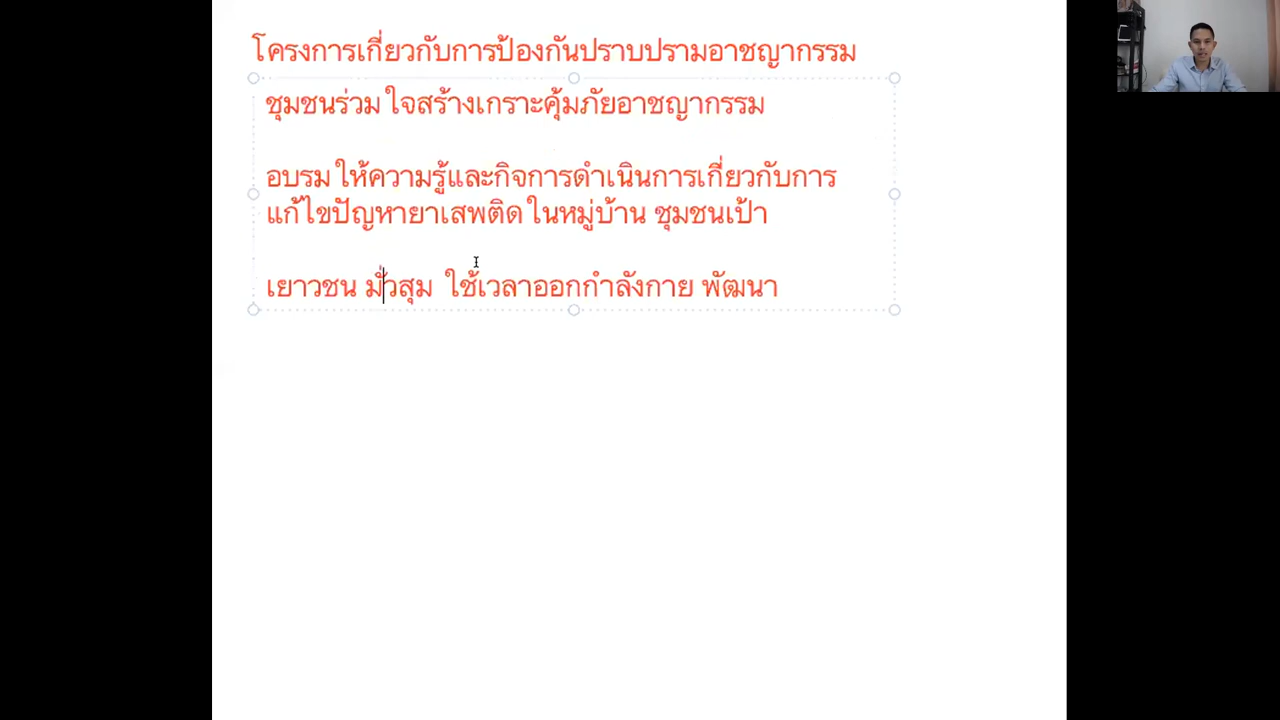 โครงการเกี่ยวกับการป้องกันปราบปรามอาชญากรรม
ชุมชนร่วม ใจสร้างเกราะคุ้มภัยอาชญากรรม
อบรม ให้ความรู้และกิจการดำเนินการเกี่ยวกับการ
แก้ไขปัญหายาเสพติด ในหมู่บ้าน ชุมชนเป้า
เยาวชน มั่วสุม ใช้เวลาออกกำลังกาย พัฒนา